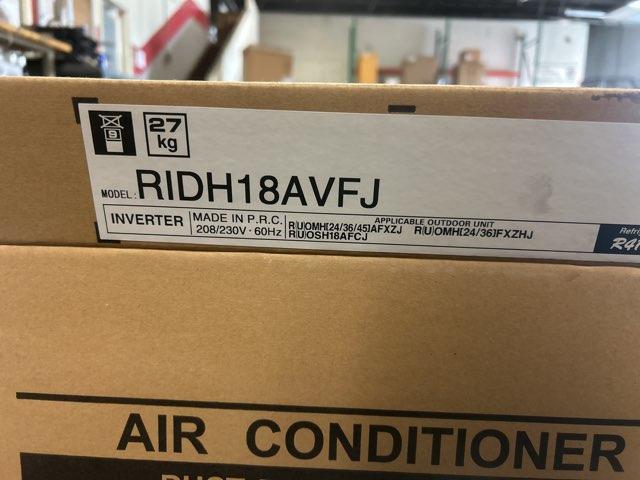 9
27
kg
MODEL: RIDH18AVFJ
INVERTER
MADE IN P.R.C.
208/230V · 60Hz
APPLICABLE OUTDOOR UNIT
R(U)OMH[24/36/45]AFXZJ R(U)OMH[24/36]FXZHJ
R(U)OSH18AFCJ
AIR CONDITIONER